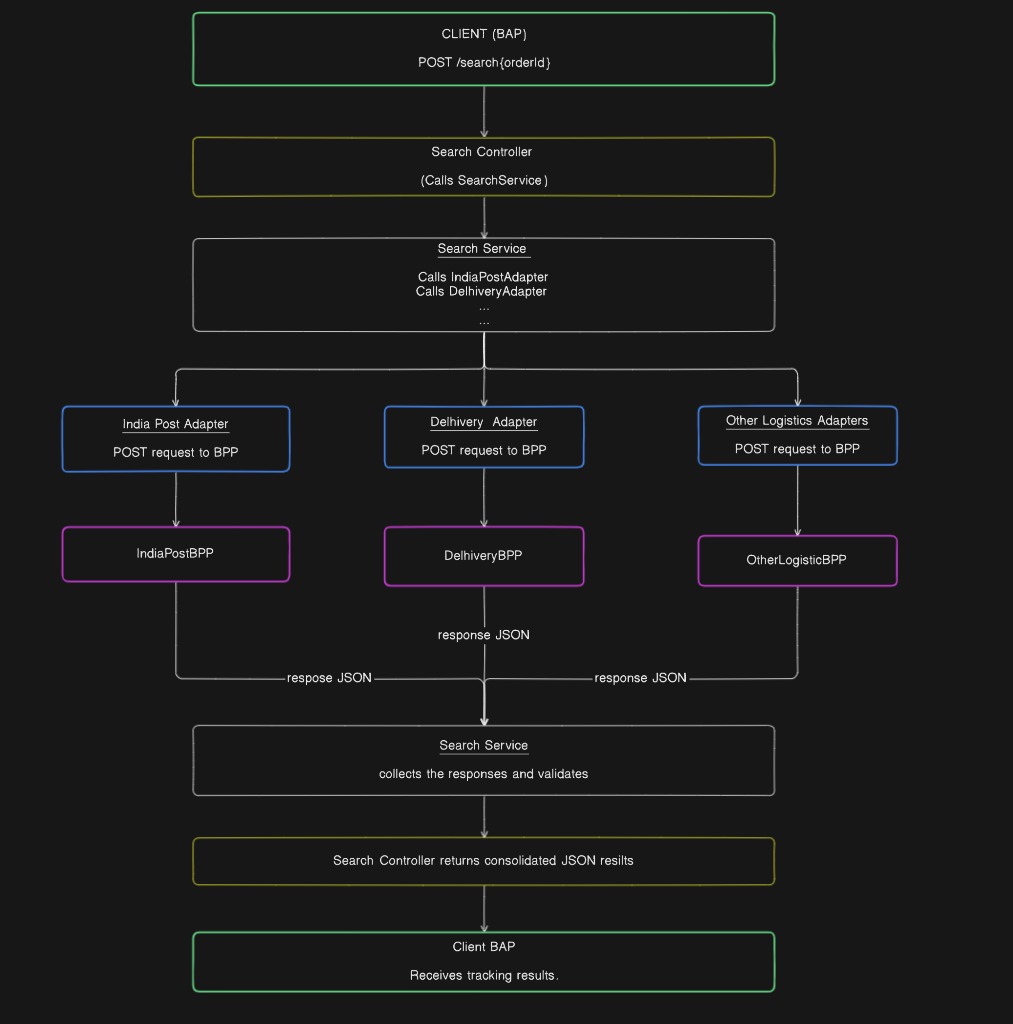 CLIENT (BAP)
POST /search{orderId}
Search Controller
(Calls SearchService)
Search Service
Calls IndiaPostAdapter
Calls DelhiveryAdapter
...
...
India Post Adapter
POST request to BPP
Delhivery Adapter
POST request to BPP
Other Logistics Adapters
POST request to BPP
IndiaPostBPP
DelhiveryBPP
OtherLogisticBPP
response JSON
respose JSON
response JSON
Search Service
collects the responses and validates
Search Controller returns consolidated JSON resilts
Client BAP
Receives tracking results.